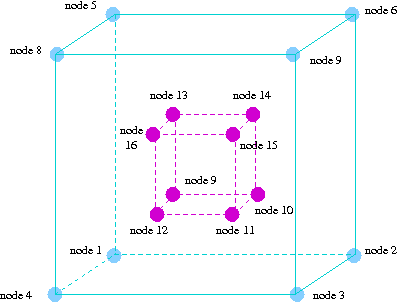 node 5
node 6
node 8
node 9
node 13
node 14
node
16
node 15
node 9
node 10
node 12
node 11
node 1
node 2
node 4
node 3